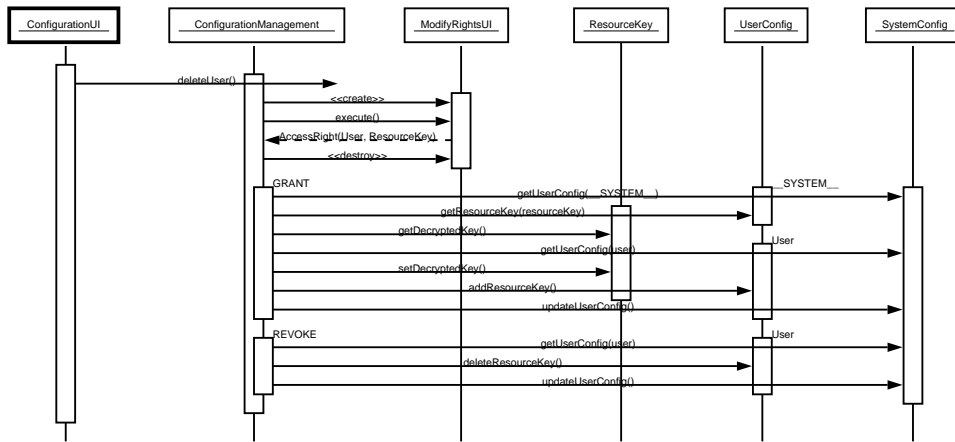 ConfigurationUI
ConfigurationManagement
ModifyRightsUI
ResourceKey
UserConfig
SystemConfig
deleteUser()
<<create>>
execute()
AccessRight(User, ResourceKey)
<<destroy>>
GRANT
__SYSTEM__
getUserConfig(__SYSTEM__)
getResourceKey(resourceKey)
getDecryptedKey()
User
getUserConfig(user)
setDecryptedKey()
addResourceKey()
updateUserConfig()
REVOKE
User
getUserConfig(user)
deleteResourceKey()
updateUserConfig()